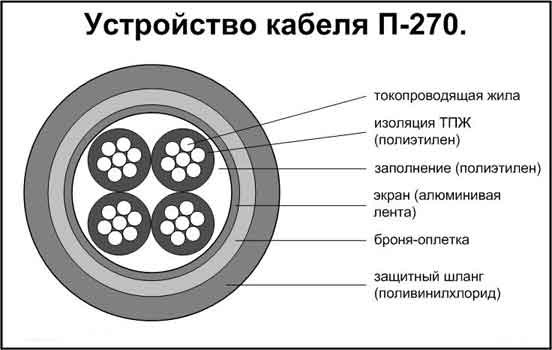 Устройство кабеля П-270.
токопроводящая жила
изоляция ТПЖ
(полиэтилен)
заполнение (полиэтилен)
экран (алюминивая
лента)
броня-оплетка
защитный шланг
(поливинилхлорид)